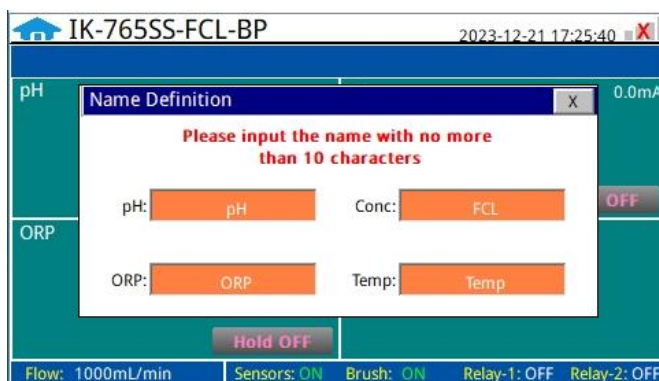 IK-765SS-FCL-BP
2023-12-21 17:25:40
pH
0.0mA
Name Definition
X
Please input the name with no more
than 10 characters
pH: pH
Conc: FCL
OFF
ORP
ORP: ORP
Temp: Temp
Hold OFF
Flow: 1000mL/min
Sensors: ON
Brush: ON
Relay-1: OFF
Relay-2: OFF